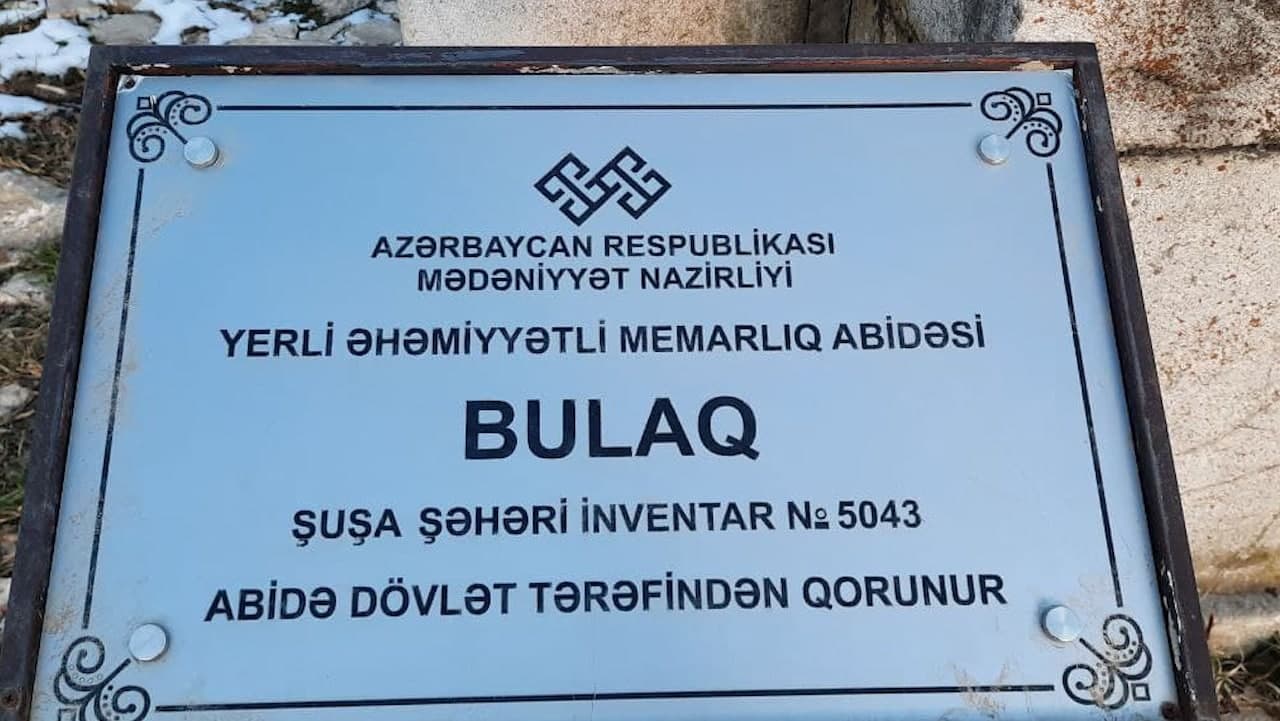 AZƏRBAYCAN RESPUBLİKASI
MƏDƏNİYYƏT NAZİRLİYİ
YERLİ ƏHƏMİYYƏTLİ MEMARLIQ ABİDƏSİ
BULAQ
ŞUŞA ŞƏHƏRİ İNVENTAR № 5043
ABİDƏ DÖVLƏT TƏRƏFİNDƏN QORUNUR